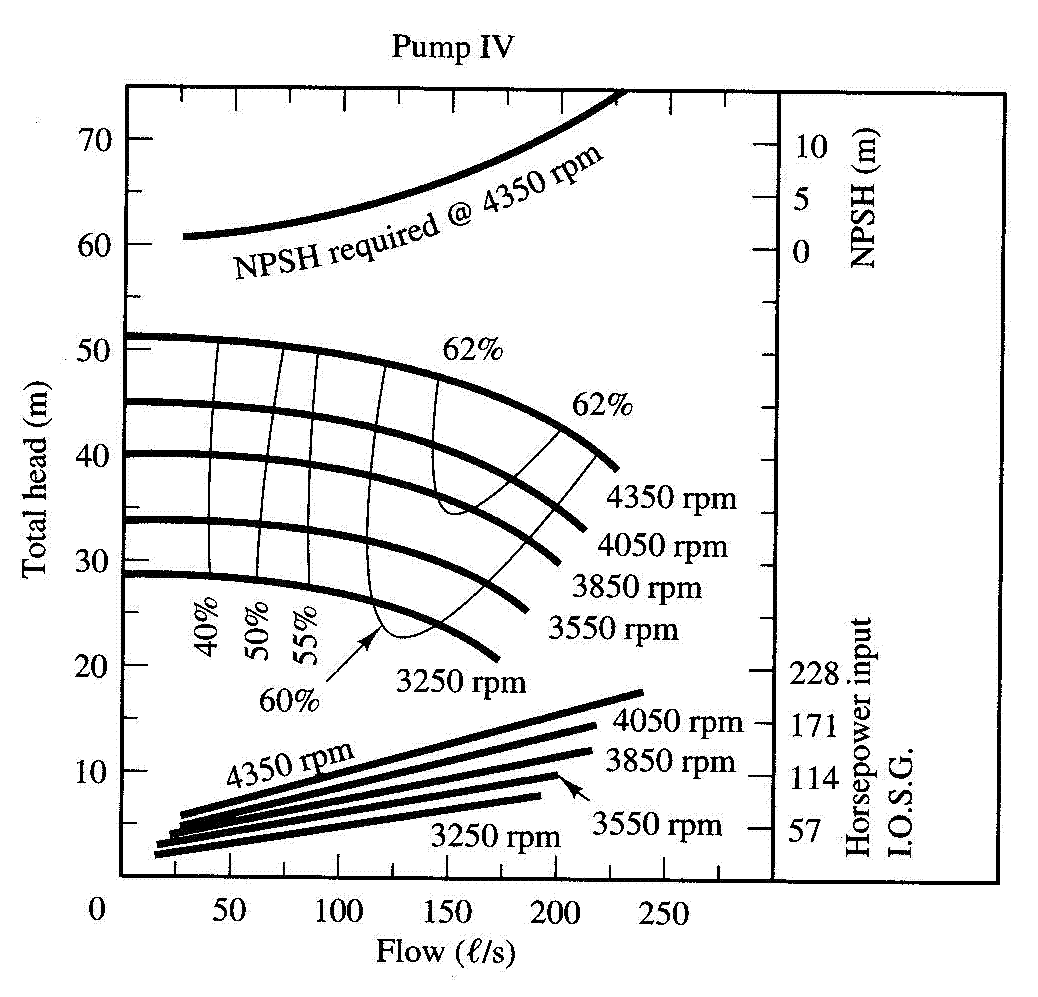 Pump IV
70
60
50
40
30
20
10
0
Total head (m)
NPSH required @ 4350 rpm
10
5
0
NPSH (m)
62%
62%
4350 rpm
4050 rpm
3850 rpm
3550 rpm
3250 rpm
40%
50%
55%
60%
4350 rpm
4050 rpm
3850 rpm
3550 rpm
3250 rpm
228
171
114
57
Horsepower input
I.O.S.G.
50
100
150
200
250
Flow (ℓ/s)